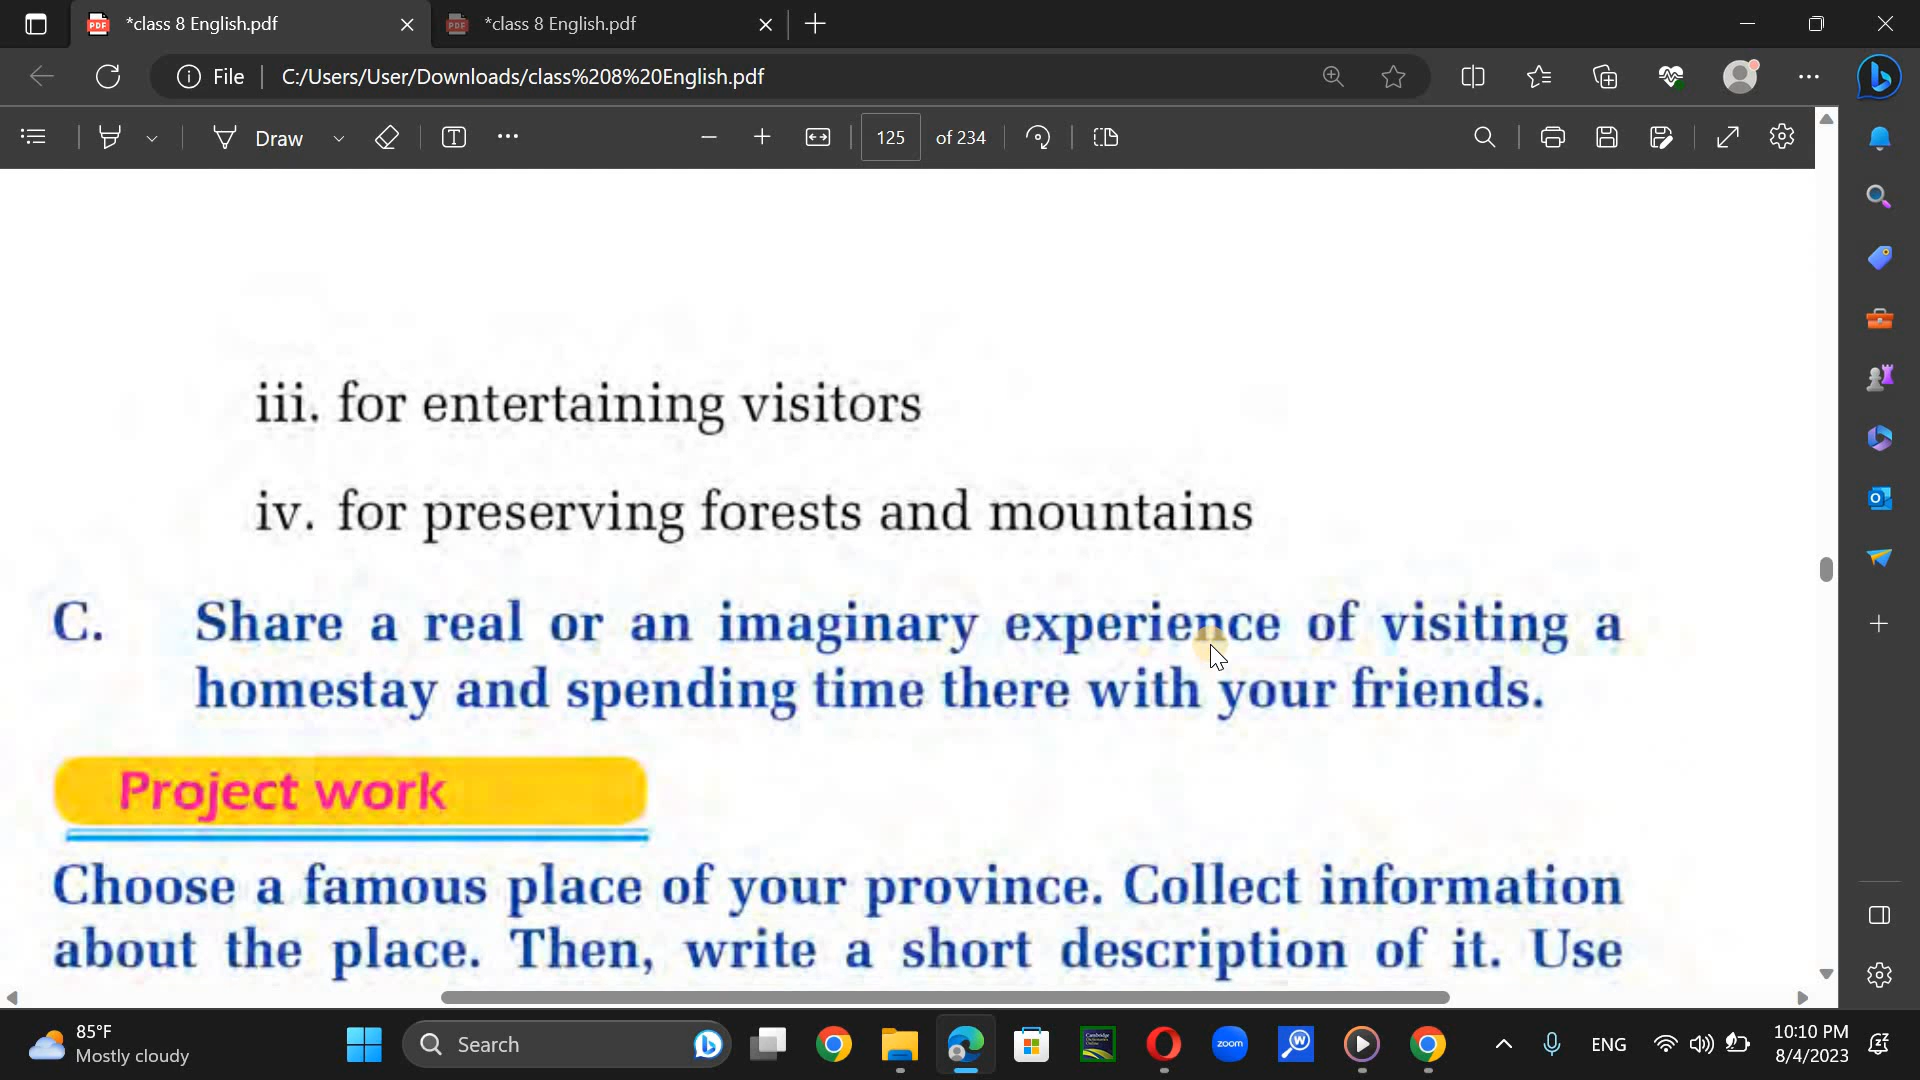 *class 8 English.pdf
*class 8 English.pdf
File
C:/Users/User/Downloads/class%208%20English.pdf
Draw
125 of 234
iii. for entertaining visitors
iv. for preserving forests and mountains
C. Share a real or an imaginary experience of visiting a
homestay and spending time there with your friends.
Project work
Choose a famous place of your province. Collect information
about the place. Then, write a short description of it. Use
85°F
Mostly cloudy
Search
zoom
ENG
10:10 PM
8/4/2023